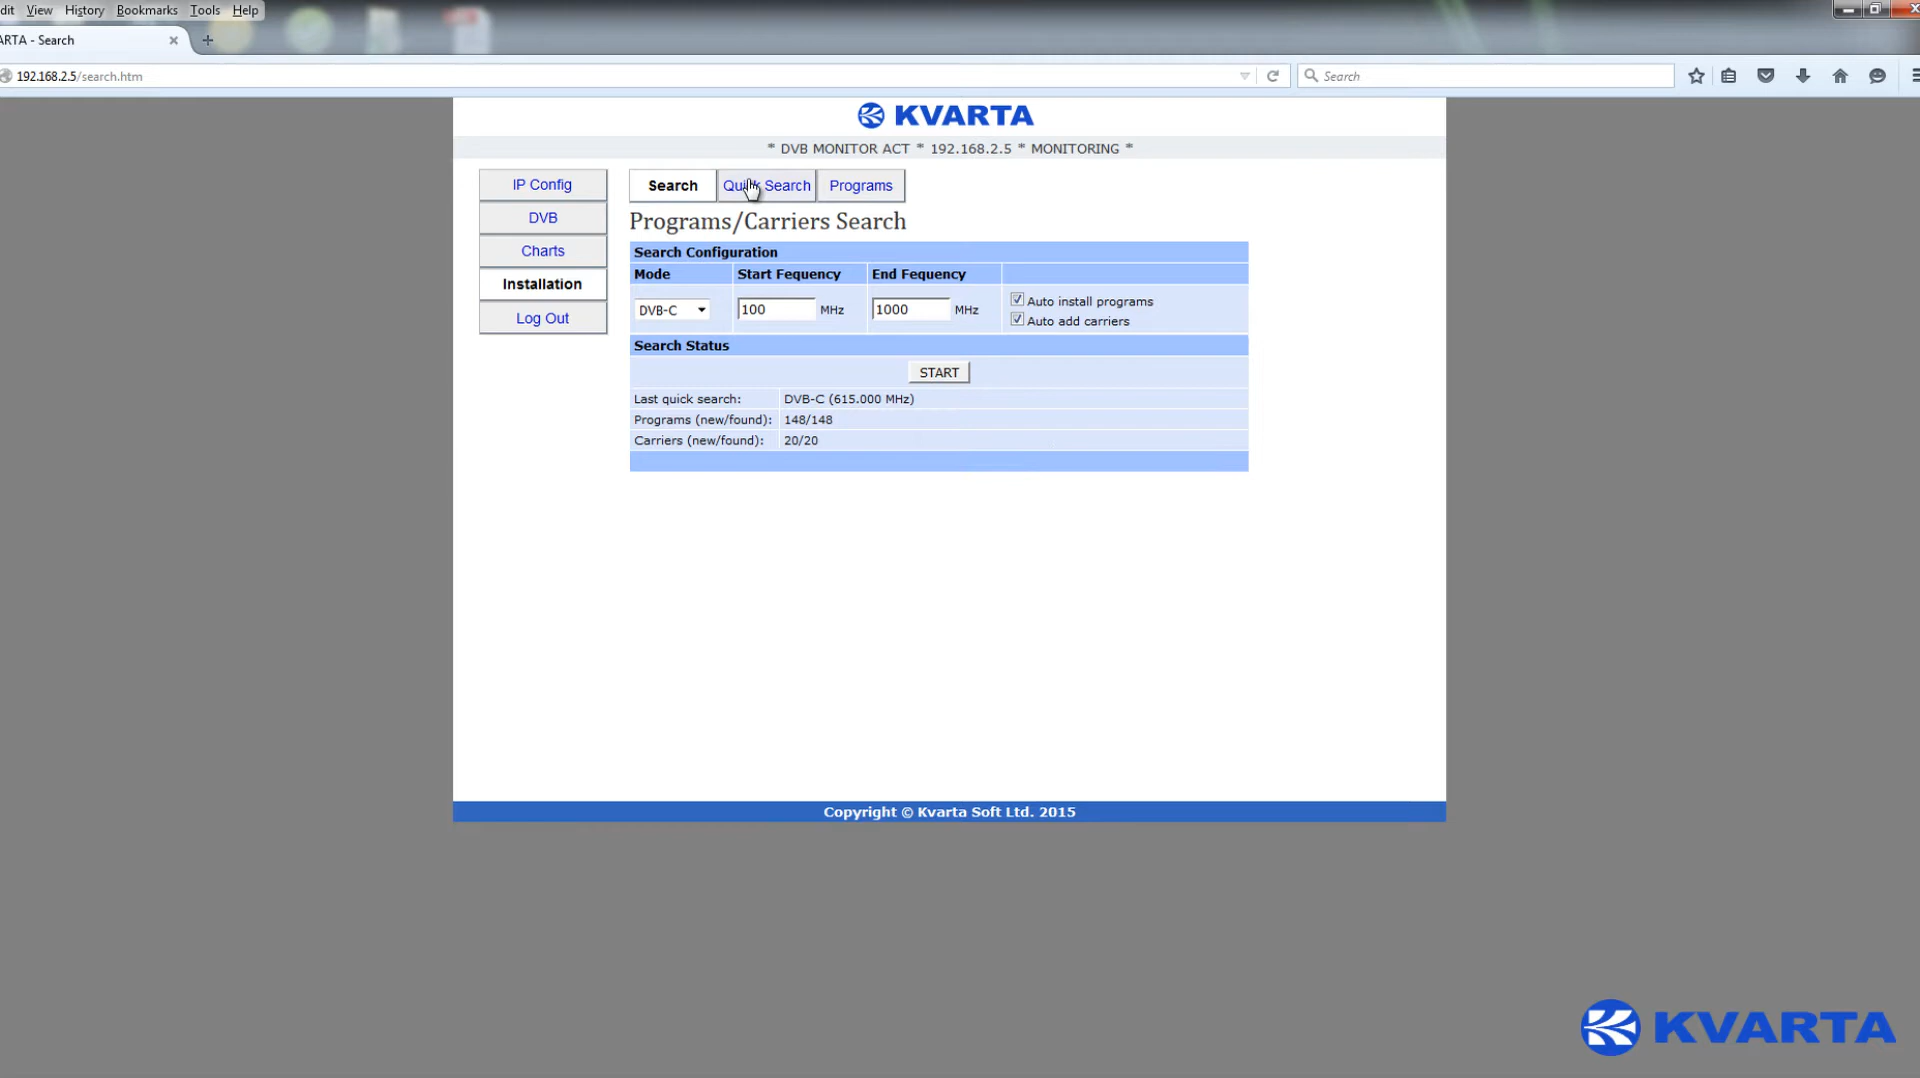 dit View History Bookmarks Tools Help
ARTA - Search
192.168.2.5/search.htm
Search
KVARTA
* DVB MONITOR ACT * 192.168.2.5 * MONITORING *
IP Config
DVB
Charts
Installation
Log Out
Search Quick Search Programs
Programs/Carriers Search
Search Configuration
Mode Start Fequency End Fequency
DVB-C 100 MHz 1000 MHz
Auto install programs
Auto add carriers
Search Status
START
Last quick search: DVB-C (615.000 MHz)
Programs (new/found): 148/148
Carriers (new/found): 20/20
Copyright © Kvarta Soft Ltd. 2015
KVARTA